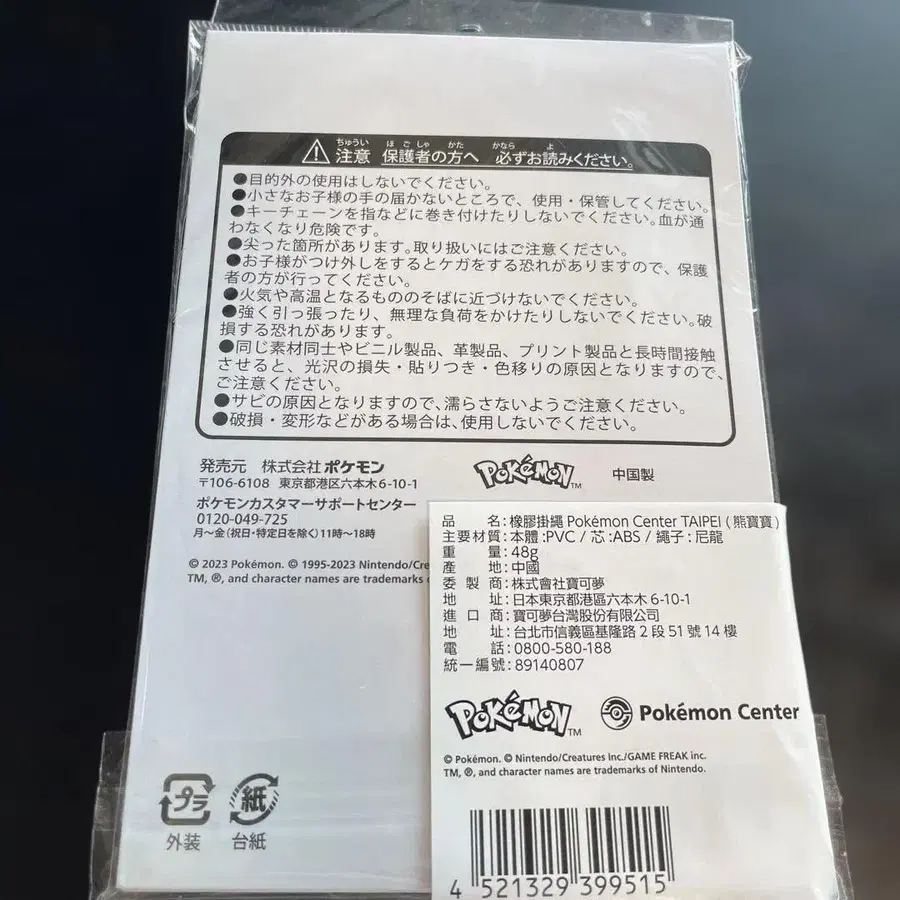 ちゅうい ほごしゃ かた かなら よ
注意 保護者の方へ 必ずお読みください。
●目的外の使用はしないでください。
●小さなお子様の手の届かないところで、使用・保管してください。
●キーチェーンを指などに巻き付けたりしないでください。血が通
わなくなり危険です。
●尖った箇所があります。取り扱いにはご注意ください。
●お子様がつけ外しをするとケガをする恐れがありますので、保護
者の方が行ってください。
●火気や高温となるもののそばに近づけないでください。
●強く引っ張ったり、無理な負荷をかけたりしないでください。破
損する恐れがあります。
●同じ素材同士やビニル製品、革製品、プリント製品と長時間接触
させると、光沢の損失・貼りつき・色移りの原因となりますので、
ご注意ください。
●サビの原因となりますので、濡らさないようご注意ください。
●破損・変形などがある場合は、使用しないでください。
発売元 株式会社ポケモン
〒106-6108 東京都港区六本木6-10-1
ポケモンカスタマーサポートセンター
0120-049-725
月〜金(祝日・特定日を除く)11時〜18時
POKéMON TM
中国製
© 2023 Pokémon. © 1995-2023 Nintendo/Cre
TM, ®, and character names are trademarks
品名:橡膠掛繩 Pokémon Center TAIPEI (熊寶寶)
主要材質:本體:PVC / 芯:ABS / 繩子:尼龍
重量:48g
產地:中國
委製商:株式會社寶可夢
地址:日本東京都港區六本木 6-10-1
進口商:寶可夢台灣股份有限公司
地址:台北市信義區基隆路 2 段 51 號 14 樓
電話:0800-580-188
統一編號:89140807
POKéMON TM Pokémon Center
© Pokémon. © Nintendo/Creatures Inc./GAME FREAK inc.
TM, ®, and character names are trademarks of Nintendo.
プラ 紙
外装 台紙
4 521329 399515